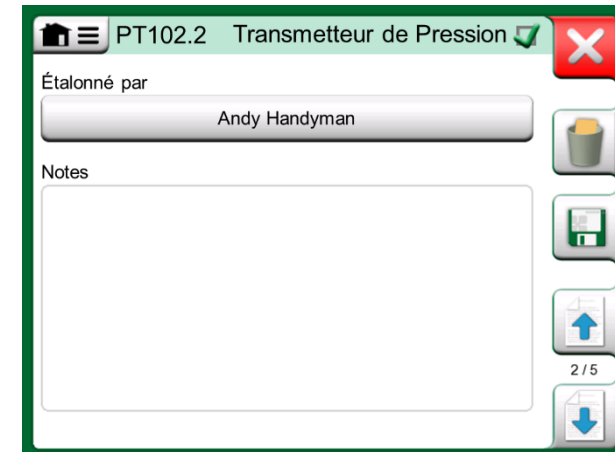 PT102.2 Transmetteur de Pression
Étalonné par
Andy Handyman
Notes
2 / 5